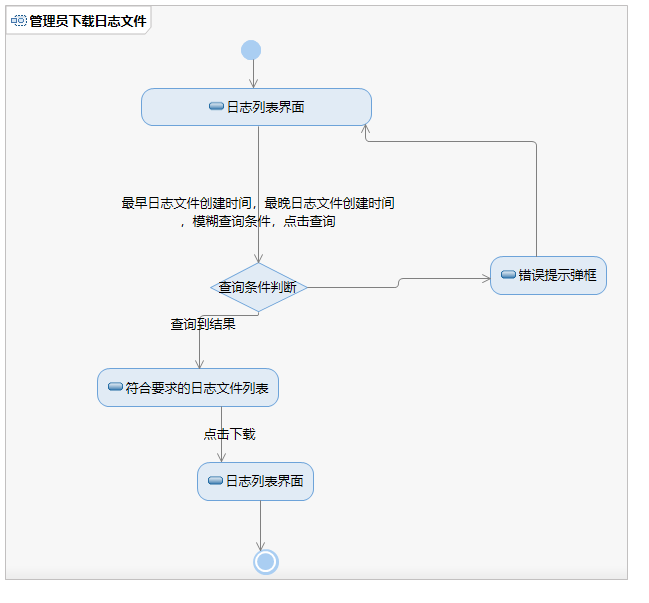 管理员下载日志文件
日志列表界面
最早日志文件创建时间，最晚日志文件创建时间
，模糊查询条件，点击查询
查询条件判断
错误提示弹框
查询到结果
符合要求的日志文件列表
点击下载
日志列表界面